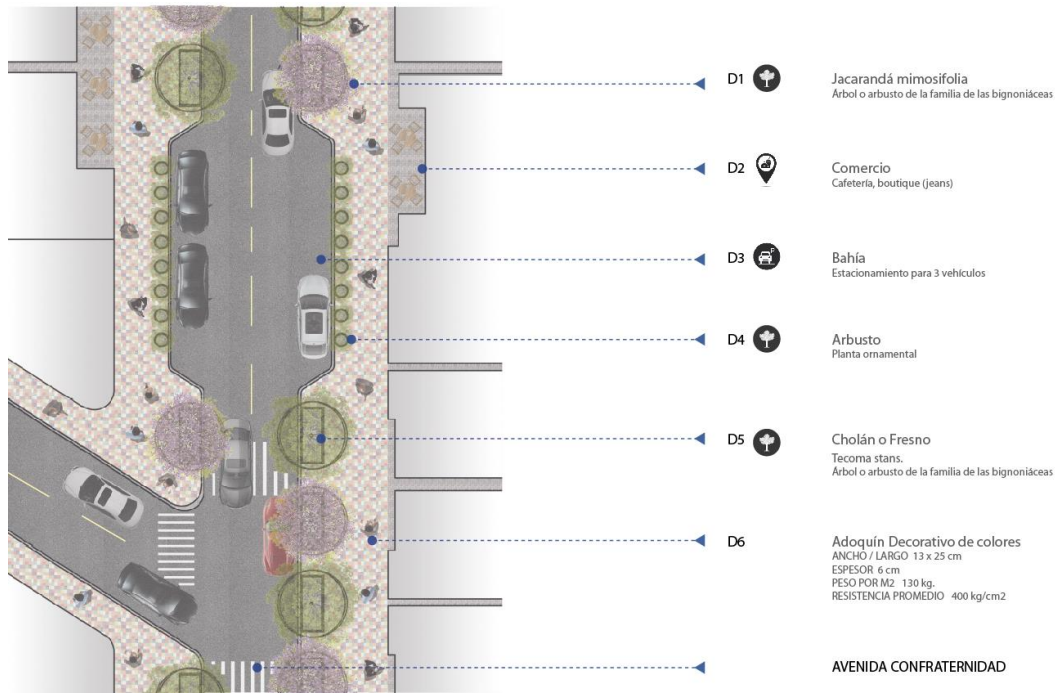 D1
Jacarandá mimosifolia
Árbol o arbusto de la familia de las bignoniáceas
D2
Comercio
Cafetería, boutique (jeans)
D3
P
Bahía
Estacionamiento para 3 vehículos
D4
Arbusto
Planta ornamental
D5
Cholán o Fresno
Tecoma stans.
Árbol o arbusto de la familia de las bignoniáceas
D6
Adoquín Decorativo de colores
ANCHO / LARGO 13 x 25 cm
ESPESOR 6 cm
PESO POR M2 130 kg.
RESISTENCIA PROMEDIO 400 kg/cm2
AVENIDA CONFRATERNIDAD